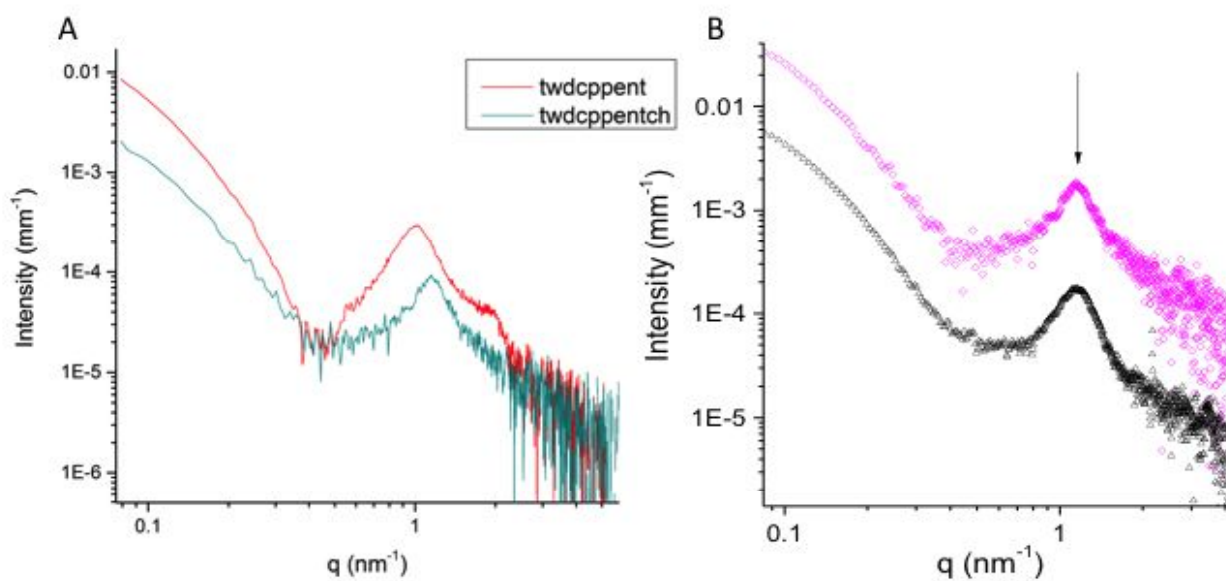 A
0.01
1E-3
1E-4
1E-5
1E-6
Intensity (mm⁻¹)
0.1
1
q (nm⁻¹)
twdcppent
twdcppentch
B
0.01
1E-3
1E-4
1E-5
Intensity (mm⁻¹)
0.1
1
q (nm⁻¹)